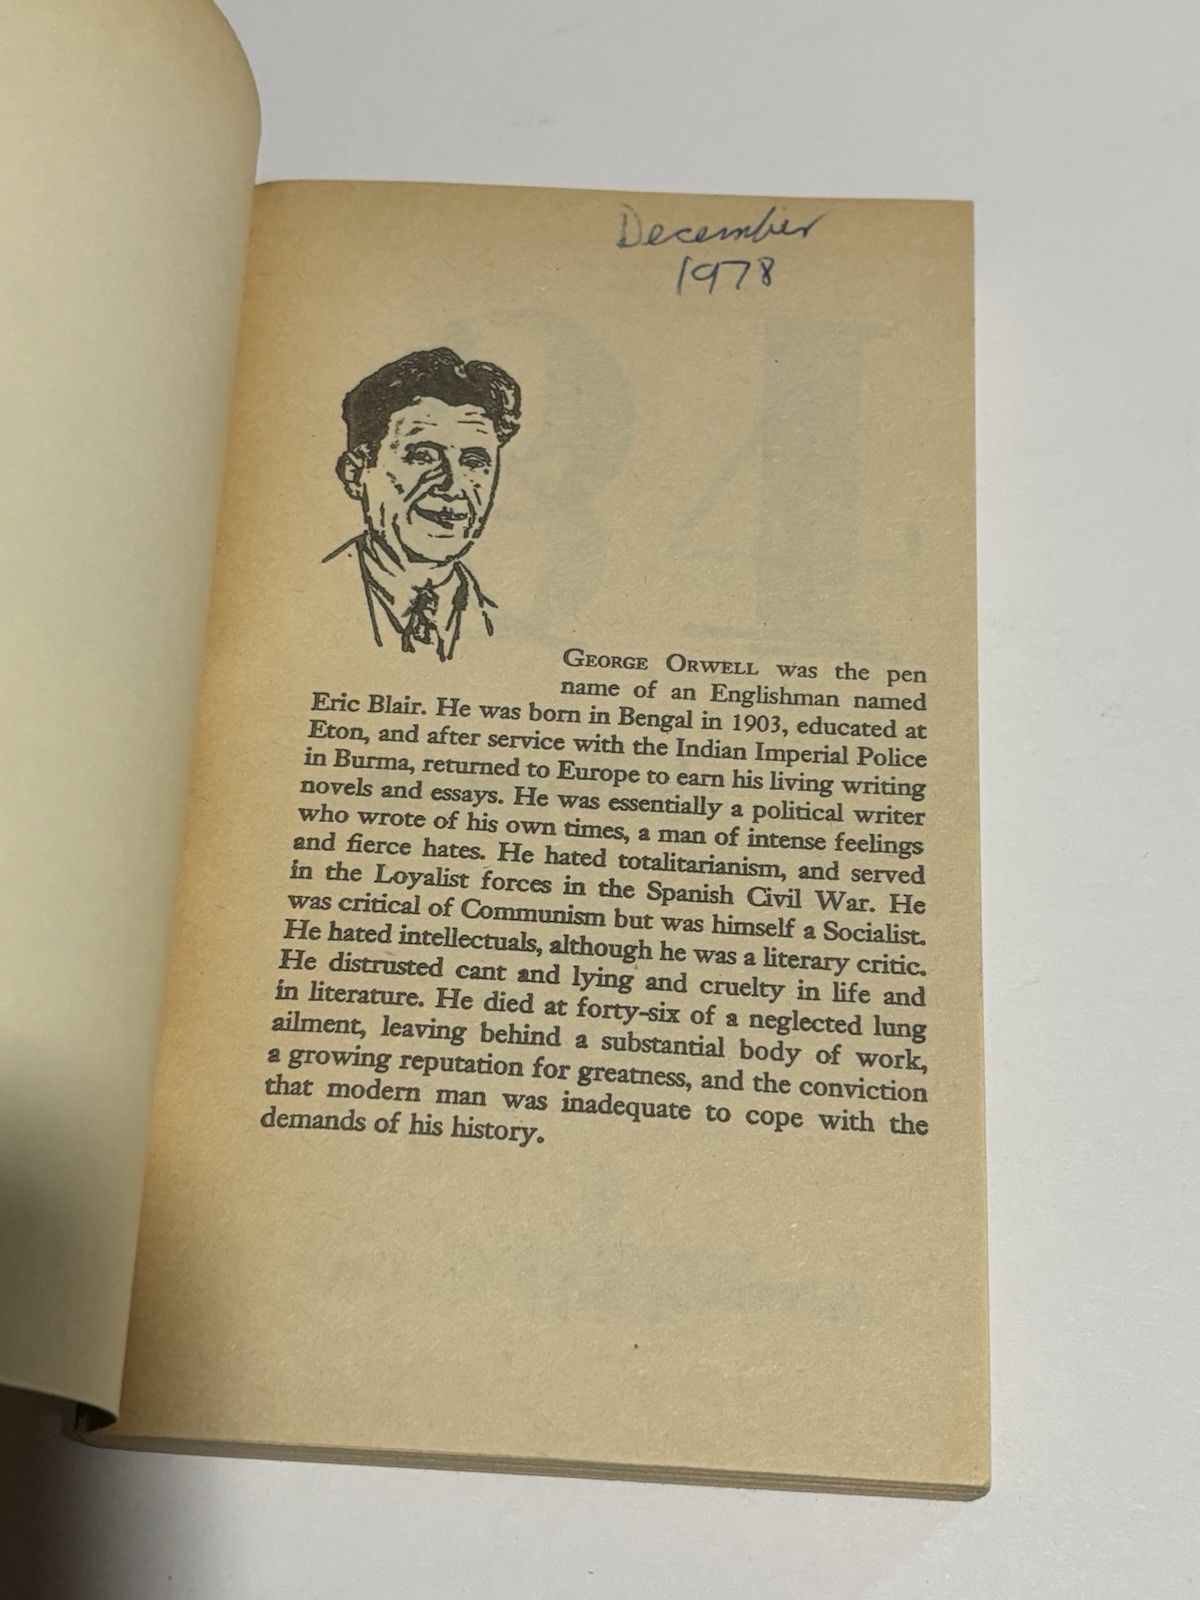 December
1978
GEORGE ORWELL was the pen
name of an Englishman named
Eric Blair. He was born in Bengal in 1903, educated at
Eton, and after service with the Indian Imperial Police
in Burma, returned to Europe to earn his living writing
novels and essays. He was essentially a political writer
who wrote of his own times, a man of intense feelings
and fierce hates. He hated totalitarianism, and served
in the Loyalist forces in the Spanish Civil War. He
was critical of Communism but was himself a Socialist.
He hated intellectuals, although he was a literary critic.
He distrusted cant and lying and cruelty in life and
in literature. He died at forty-six of a neglected lung
ailment, leaving behind a substantial body of work,
a growing reputation for greatness, and the conviction
that modern man was inadequate to cope with the
demands of his history.